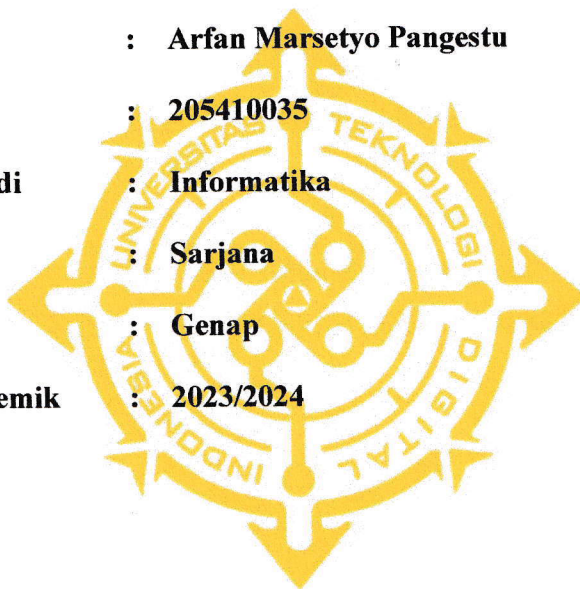 : Arfan Marsetyo Pangestu
: 205410035
di : Informatika
: Sarjana
: Genap
emik : 2023/2024
UNIVERSITAS TEKNOLOGI DIGITAL INDONESIA